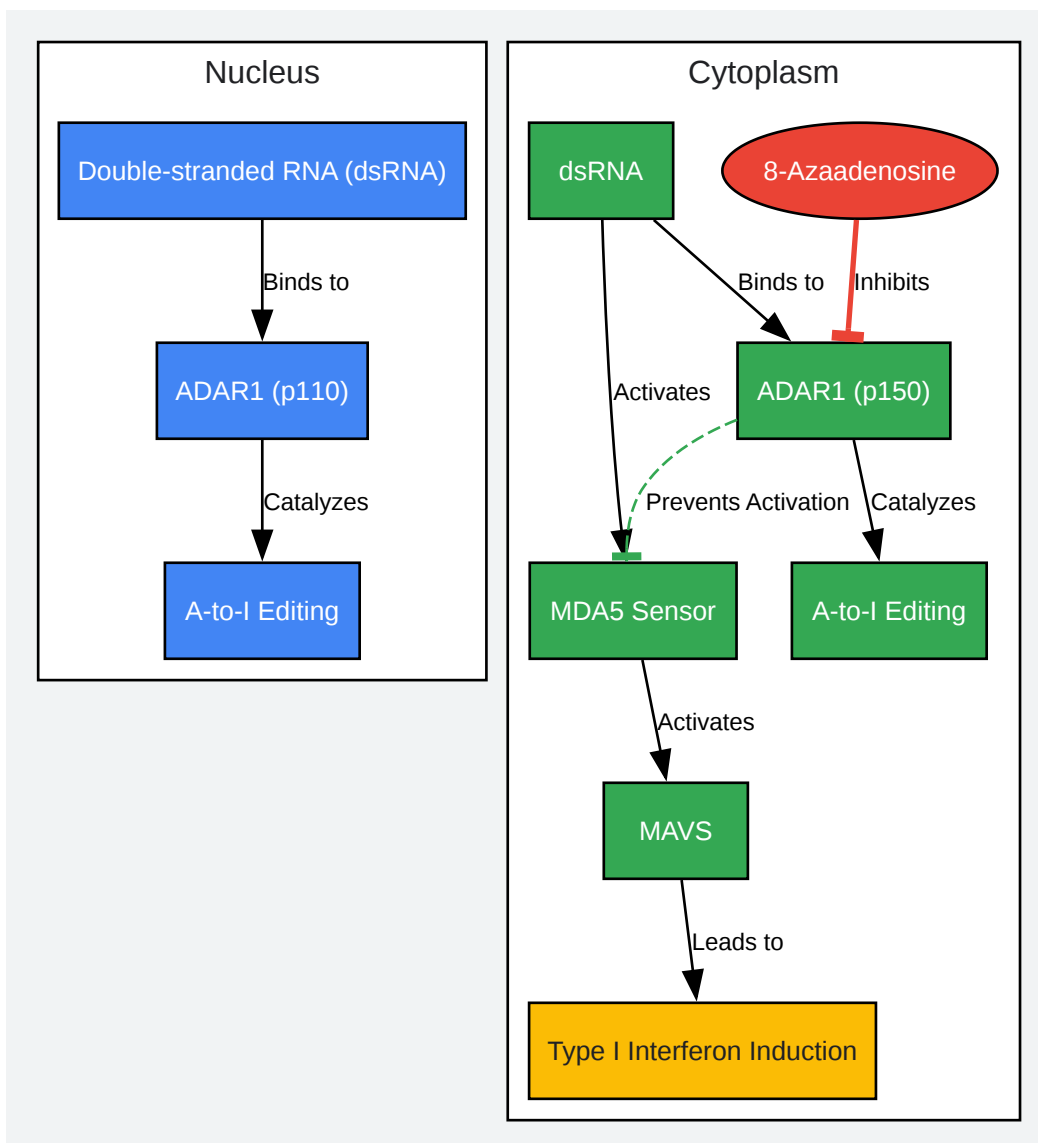 Nucleus
Double-stranded RNA (dsRNA)
Binds to
ADAR1 (p110)
Catalyzes
A-to-I Editing
Cytoplasm
dsRNA
8-Azaadenosine
Binds to
Inhibits
Activates
ADAR1 (p150)
Prevents Activation
Catalyzes
MDA5 Sensor
A-to-I Editing
Activates
MAVS
Leads to
Type I Interferon Induction